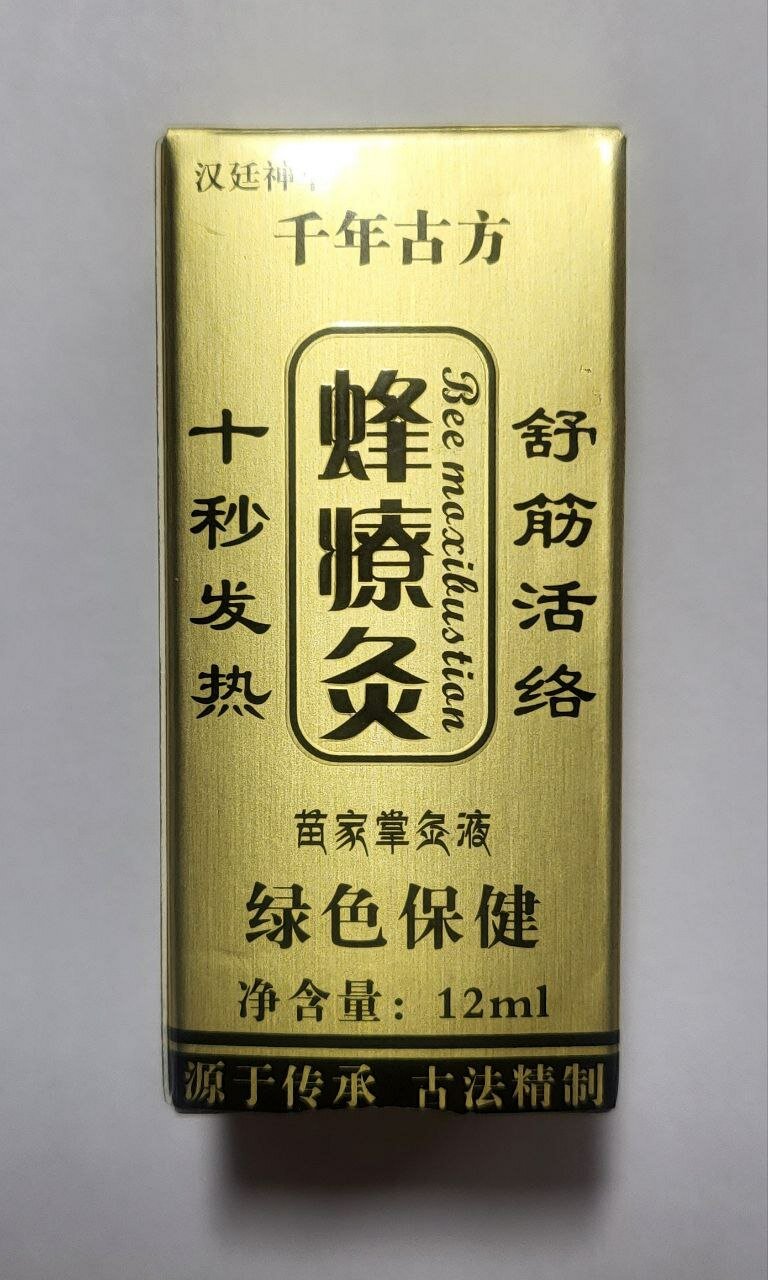 汉廷神
千年古方
舒筋活络
蜂療灸
Bee moxibustion
十秒发热
苗家掌灸液
绿色保健
净含量：12ml
源于传承 古法精制